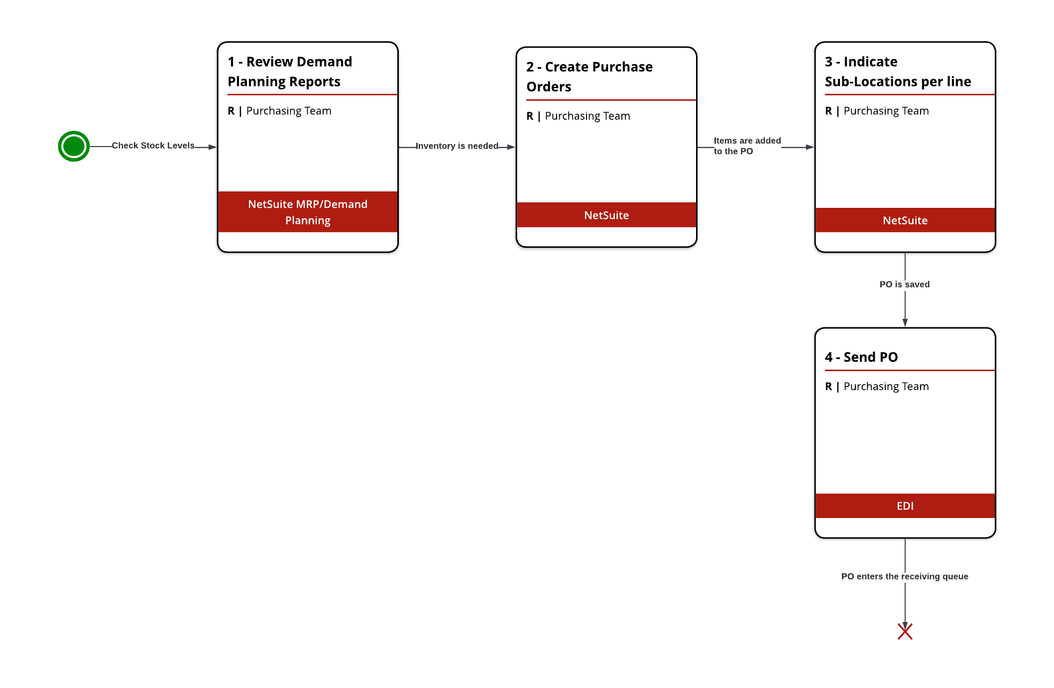 1 - Review Demand
Planning Reports
R | Purchasing Team
NetSuite MRP/Demand
Planning
Check Stock Levels
Inventory is needed
2 - Create Purchase
Orders
R | Purchasing Team
NetSuite
Items are added
to the PO
3 - Indicate
Sub-Locations per line
R | Purchasing Team
NetSuite
PO is saved
4 - Send PO
R | Purchasing Team
EDI
PO enters the receiving queue